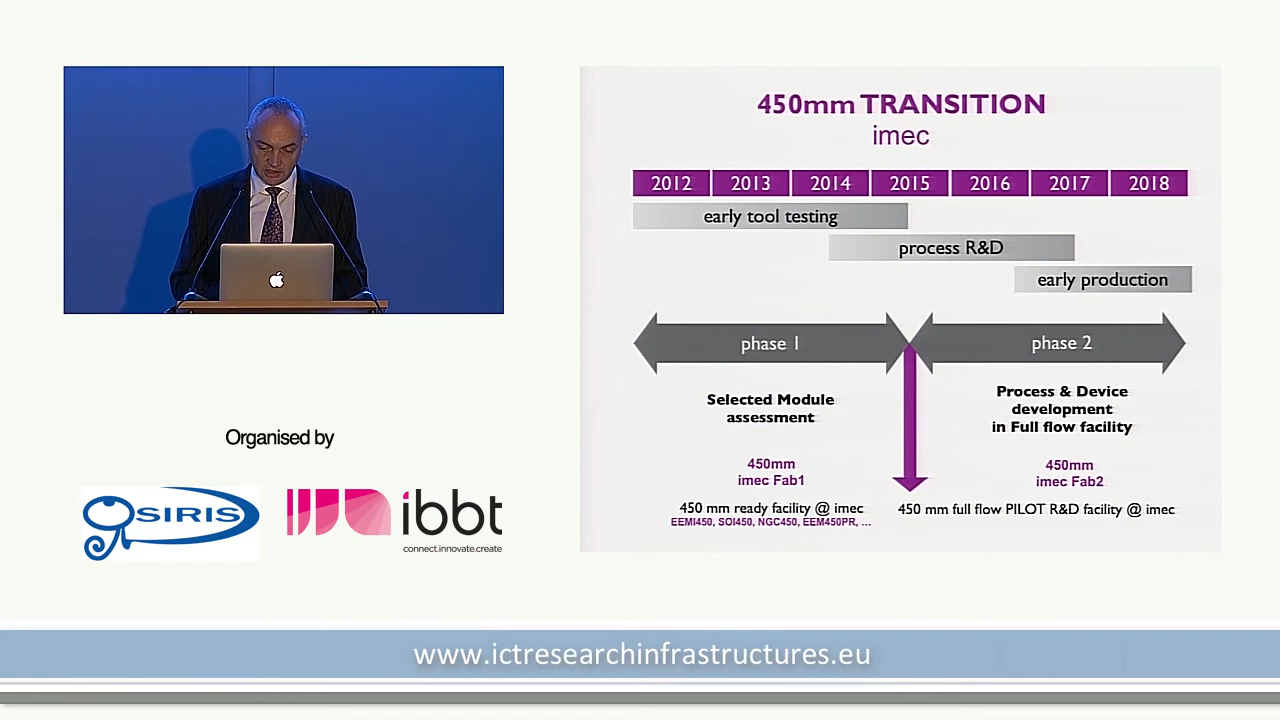 450mm TRANSITION
imec
2012 2013 2014 2015 2016 2017 2018
early tool testing
process R&D
early production
phase 1
phase 2
Selected Module
assessment
Process & Device
development
in Full flow facility
450mm
imec Fab1
450mm
imec Fab2
450 mm ready facility @ imec
EEMI450, SOI450, NGC450, EEM450PR, ...
450 mm full flow PILOT R&D facility @ imec
Organised by
OSIRIS
ibbt
connect.innovate.create
www.ictresearchinfrastructures.eu